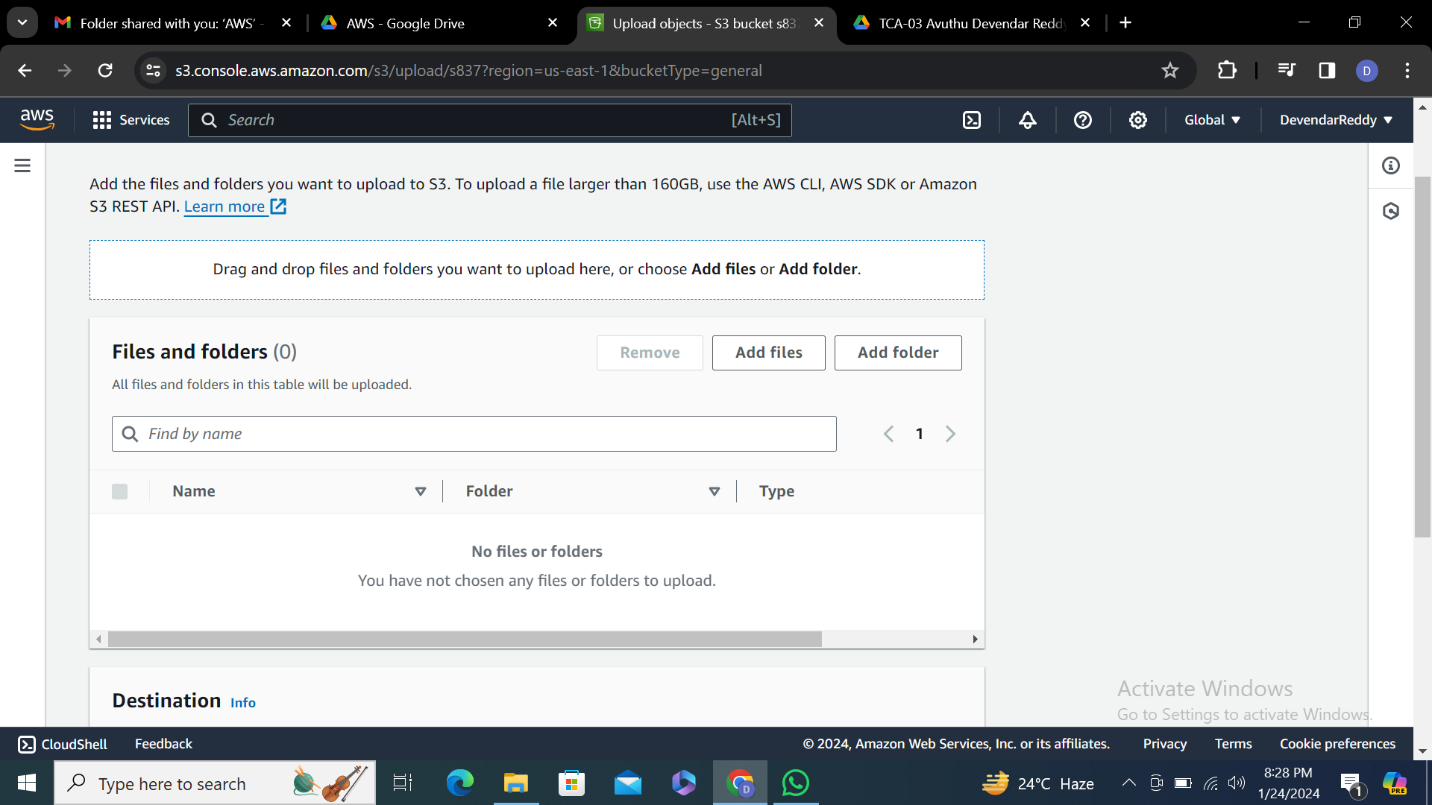 Folder shared with you: 'AWS' -
AWS - Google Drive
Upload objects - S3 bucket s83
TCA-03 Avuthu Devendar Reddy
s3.console.aws.amazon.com/s3/upload/s837?region=us-east-1&bucketType=general
D
aws
Services
Search
[Alt+S]
Global
DevendarReddy
Add the files and folders you want to upload to S3. To upload a file larger than 160GB, use the AWS CLI, AWS SDK or Amazon
S3 REST API. Learn more
Drag and drop files and folders you want to upload here, or choose Add files or Add folder.
Files and folders (0)
Remove
Add files
Add folder
All files and folders in this table will be uploaded.
Find by name
1
Name
Folder
Type
No files or folders
You have not chosen any files or folders to upload.
Destination Info
Activate Windows
Go to Settings to activate Windows.
CloudShell
Feedback
© 2024, Amazon Web Services, Inc. or its affiliates.
Privacy
Terms
Cookie preferences
Type here to search
D
24°C Haze
8:28 PM
1/24/2024
1
PRE